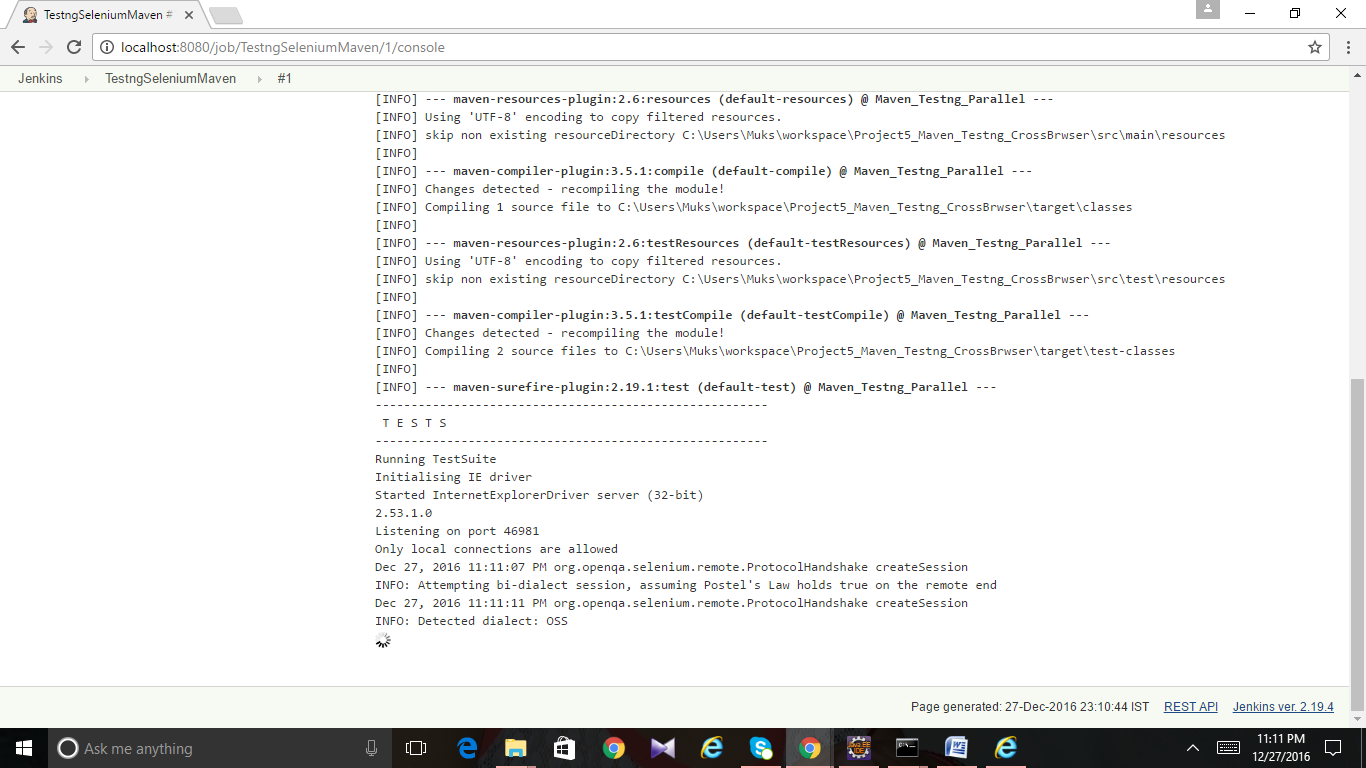 TestngSeleniumMaven #
localhost:8080/job/TestngSeleniumMaven/1/console
Jenkins TestngSeleniumMaven #1
[INFO] --- maven-resources-plugin:2.6:resources (default-resources) @ Maven_Testng_Parallel ---
[INFO] Using 'UTF-8' encoding to copy filtered resources.
[INFO] skip non existing resourceDirectory C:\Users\Muks\workspace\Project5_Maven_Testng_CrossBrwser\src\main\resources
[INFO]
[INFO] --- maven-compiler-plugin:3.5.1:compile (default-compile) @ Maven_Testng_Parallel ---
[INFO] Changes detected - recompiling the module!
[INFO] Compiling 1 source file to C:\Users\Muks\workspace\Project5_Maven_Testng_CrossBrwser\target\classes
[INFO]
[INFO] --- maven-resources-plugin:2.6:testResources (default-testResources) @ Maven_Testng_Parallel ---
[INFO] Using 'UTF-8' encoding to copy filtered resources.
[INFO] skip non existing resourceDirectory C:\Users\Muks\workspace\Project5_Maven_Testng_CrossBrwser\src\test\resources
[INFO]
[INFO] --- maven-compiler-plugin:3.5.1:testCompile (default-testCompile) @ Maven_Testng_Parallel ---
[INFO] Changes detected - recompiling the module!
[INFO] Compiling 2 source files to C:\Users\Muks\workspace\Project5_Maven_Testng_CrossBrwser\target\test-classes
[INFO]
[INFO] --- maven-surefire-plugin:2.19.1:test (default-test) @ Maven_Testng_Parallel ---
-------------------------------------------------------
T E S T S
-------------------------------------------------------
Running TestSuite
Initialising IE driver
Started InternetExplorerDriver server (32-bit)
2.53.1.0
Listening on port 46981
Only local connections are allowed
Dec 27, 2016 11:11:07 PM org.openqa.selenium.remote.ProtocolHandshake createSession
INFO: Attempting bi-dialect session, assuming Postel's Law holds true on the remote end
Dec 27, 2016 11:11:11 PM org.openqa.selenium.remote.ProtocolHandshake createSession
INFO: Detected dialect: OSS
Page generated: 27-Dec-2016 23:10:44 IST REST API Jenkins ver. 2.19.4
Ask me anything
11:11 PM
12/27/2016